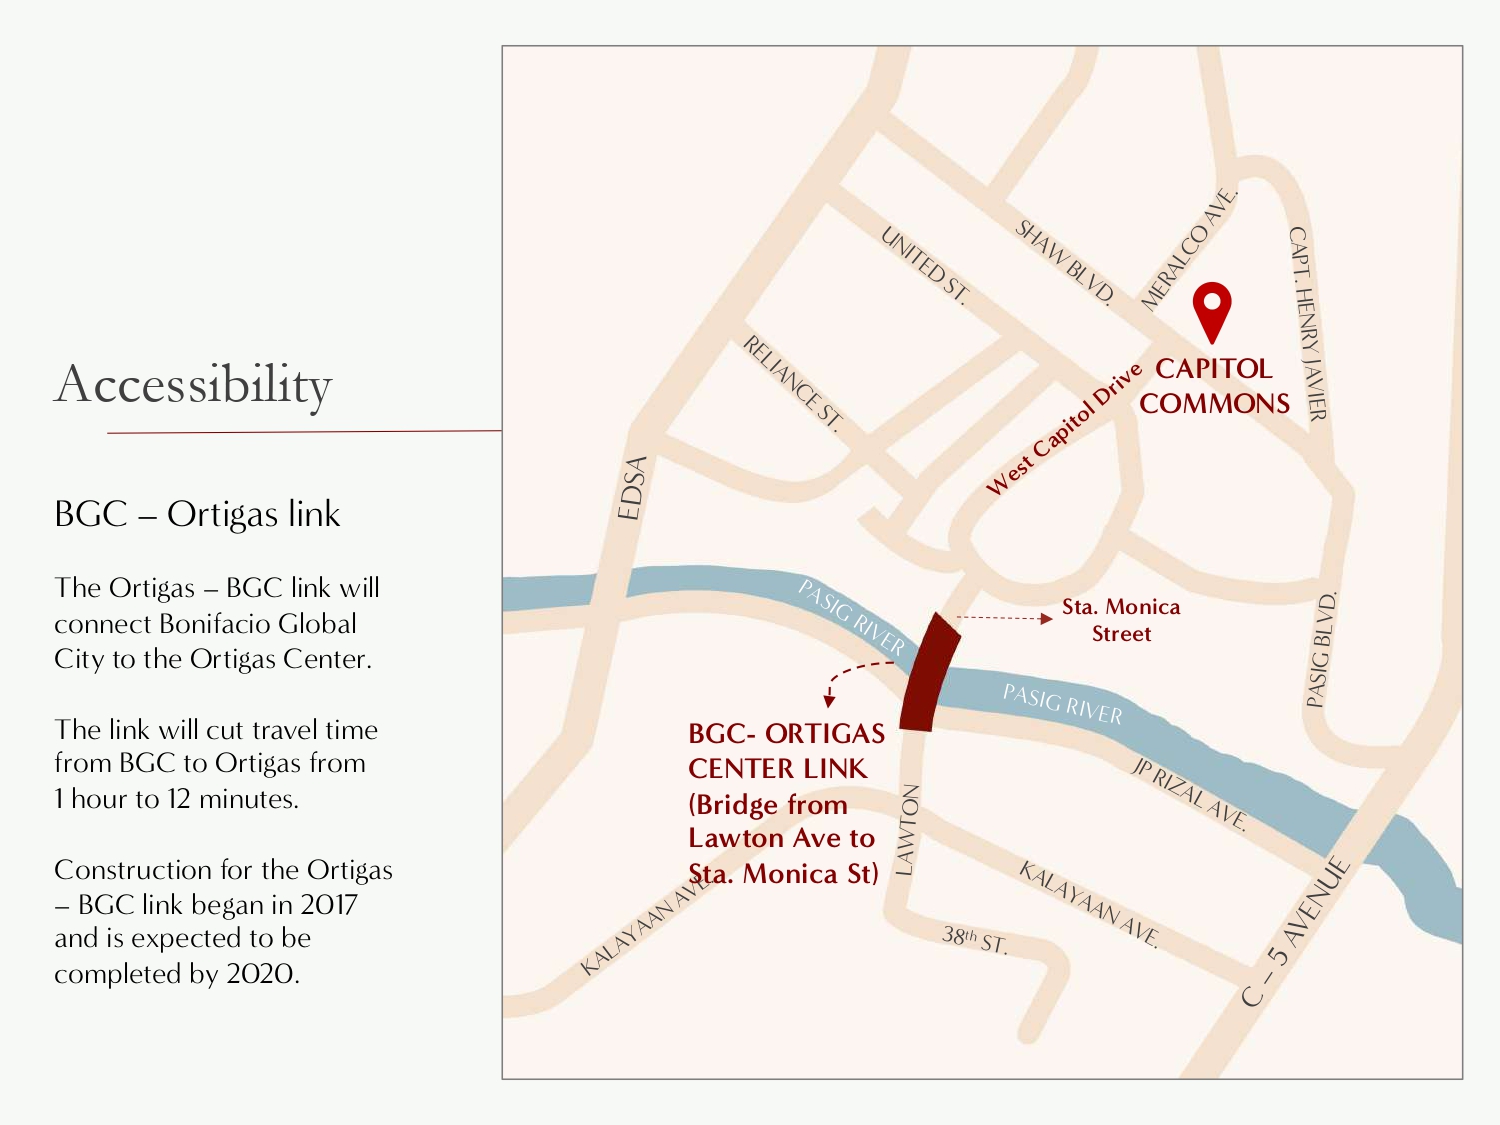 Accessibility
BGC – Ortigas link
The Ortigas – BGC link will
connect Bonifacio Global
City to the Ortigas Center.
The link will cut travel time
from BGC to Ortigas from
1 hour to 12 minutes.
Construction for the Ortigas
– BGC link began in 2017
and is expected to be
completed by 2020.
UNITED ST.
SHAW BLVD.
MERALCO AVE.
CAPT. HENRY JAVIER
RELIANCE ST.
West Capitol Drive
CAPITOL
COMMONS
EDSA
PASIG RIVER
Sta. Monica
Street
PASIG BLVD.
PASIG RIVER
BGC- ORTIGAS
CENTER LINK
(Bridge from
Lawton Ave to
Sta. Monica St)
JP RIZAL AVE.
LAWTON
KALAYAAN AVE.
KALAYAAN AVE.
38th ST.
C – 5 AVENUE